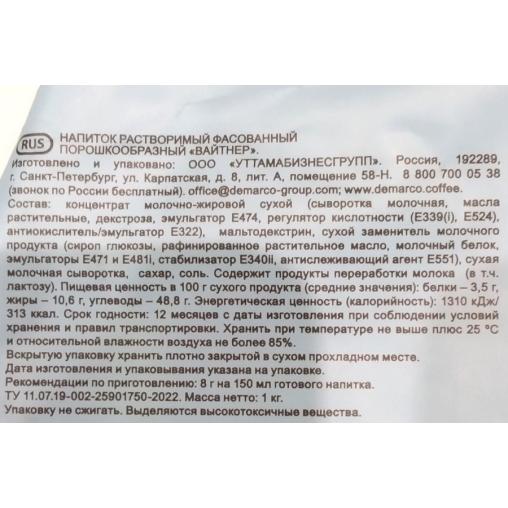 RUS НАПИТОК РАСТВОРИМЫЙ ФАСОВАННЫЙ
ПОРОШКООБРАЗНЫЙ «ВАЙТНЕР».
Изготовлено и упаковано: ООО «УТТАМАБИЗНЕСГРУПП». Россия, 192289,
г. Санкт-Петербург, ул. Карпатская, д. 8, лит. А, помещение 58-Н. 8 800 700 05 38
(звонок по России бесплатный). office@demarco-group.com; www.demarco.coffee.
Состав: концентрат молочно-жировой сухой (сыворотка молочная, масла
растительные, декстроза, эмульгатор Е474, регулятор кислотности (Е339(i), Е524),
антиокислитель/эмульгатор Е322), мальтодекстрин, сухой заменитель молочного
продукта (сироп глюкозы, рафинированное растительное масло, молочный белок,
эмульгаторы Е471 и Е481i, стабилизатор Е340ii, антислеживающий агент Е551), сухая
молочная сыворотка, сахар, соль. Содержит продукты переработки молока (в т.ч.
лактозу). Пищевая ценность в 100 г сухого продукта (средние значения): белки – 3,5 г,
жиры – 10,6 г, углеводы – 48,8 г. Энергетическая ценность (калорийность): 1310 кДж/
313 ккал. Срок годности: 12 месяцев с даты изготовления при соблюдении условий
хранения и правил транспортировки. Хранить при температуре не выше плюс 25 °С
и относительной влажности воздуха не более 85%.
Вскрытую упаковку хранить плотно закрытой в сухом прохладном месте.
Дата изготовления и упаковывания указана на упаковке.
Рекомендации по приготовлению: 8 г на 150 мл готового напитка.
ТУ 11.07.19-002-25901750-2022. Масса нетто: 1 кг.
Упаковку не сжигать. Выделяются высокотоксичные вещества.